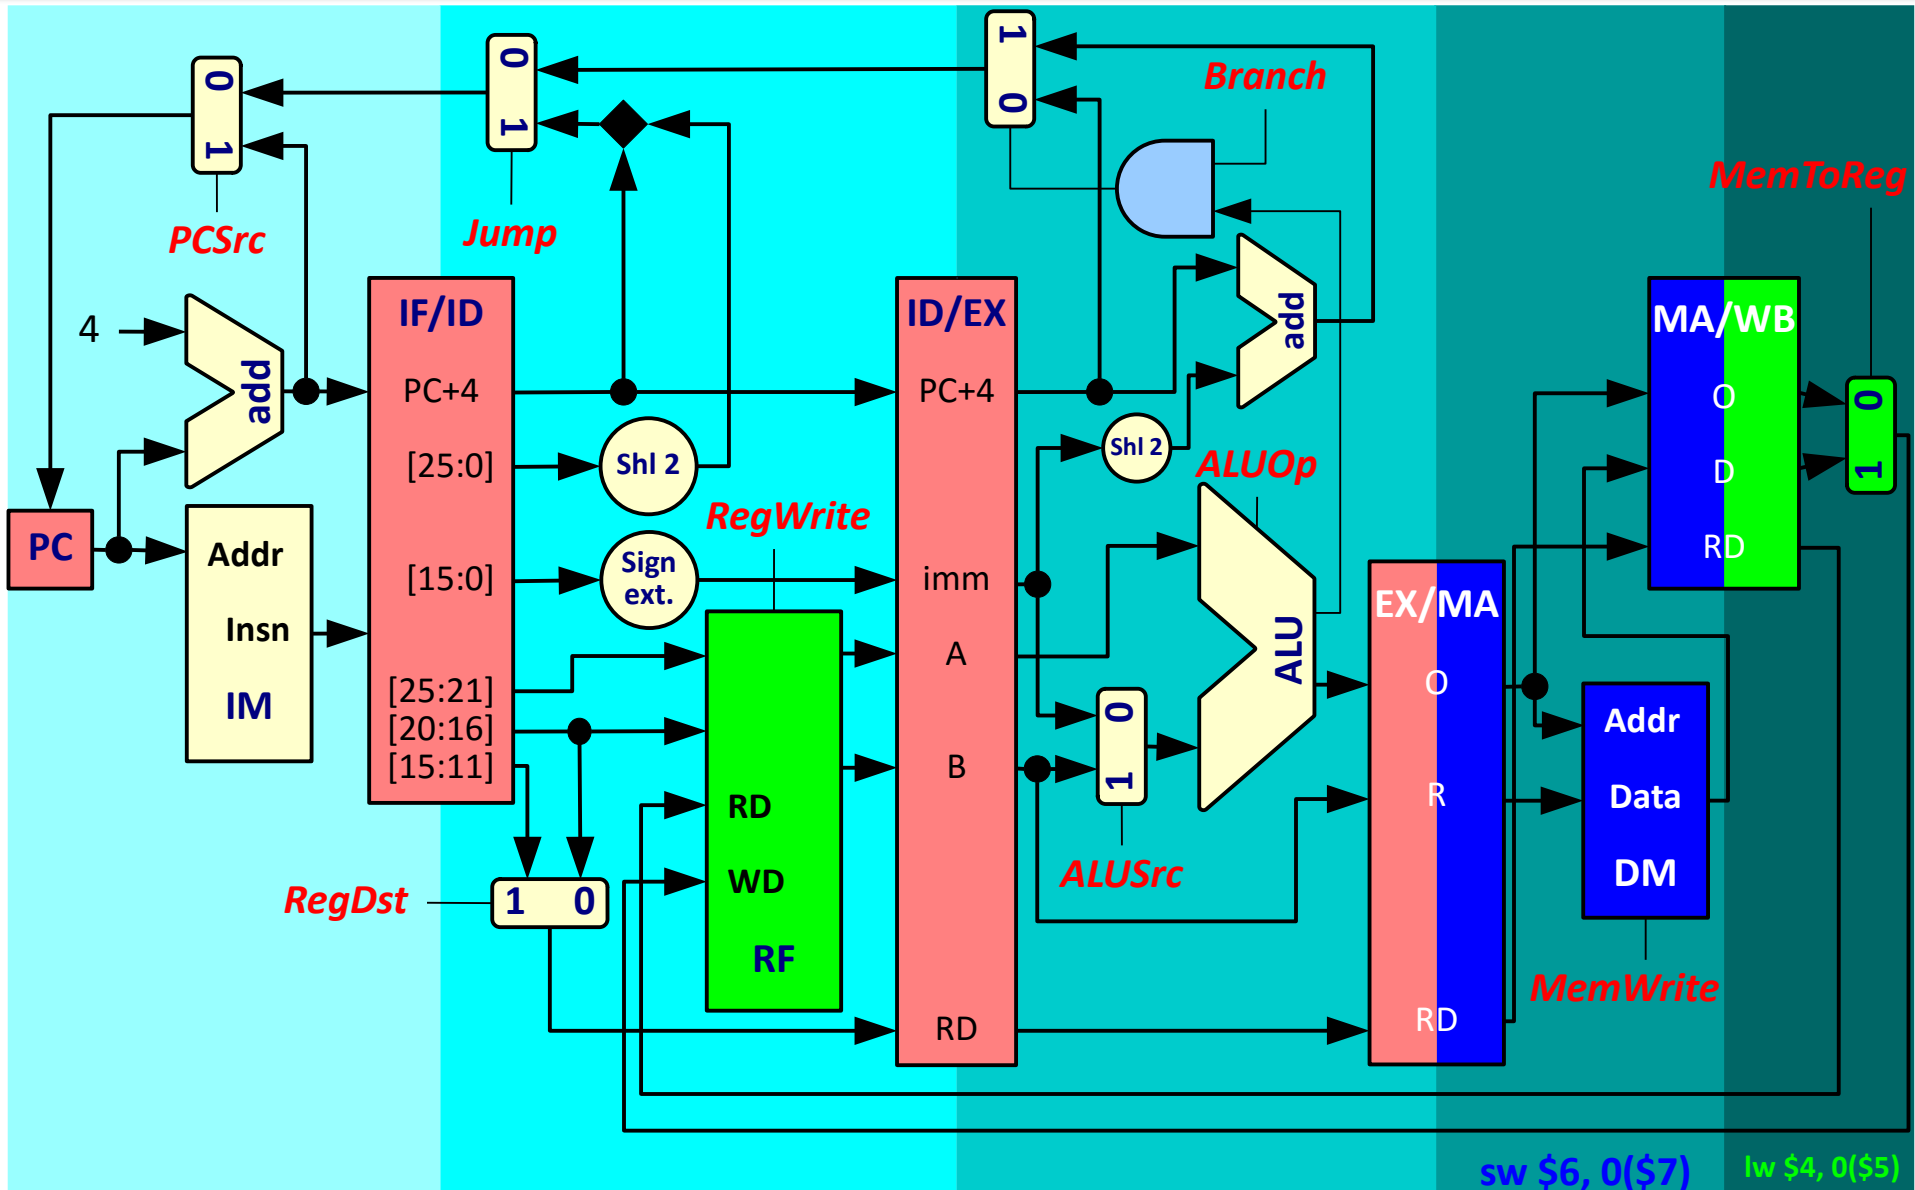 0
1
PCSrc
0
1
Jump
1
0
Branch
MemToReg
4
add
PC
Addr
Insn
IM
IF/ID
PC+4
[25:0]
[15:0]
[25:21]
[20:16]
[15:11]
Shl 2
Sign
ext.
RegWrite
RD
WD
RF
RegDst
1 0
ID/EX
PC+4
imm
A
B
RD
add
Shl 2
ALUOp
ALU
0
1
ALUSrc
EX/MA
O
R
RD
Addr
Data
DM
MemWrite
MA/WB
O
D
RD
0
1
sw $6, 0($7)
lw $4, 0($5)